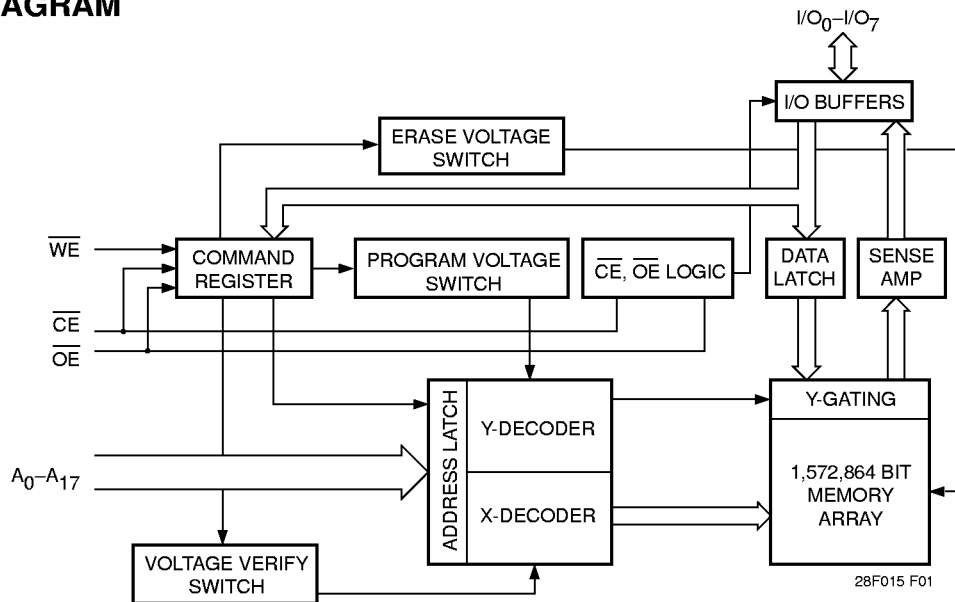 AGRAM
I/O0–I/O7
I/O BUFFERS
ERASE VOLTAGE
SWITCH
WE
COMMAND
REGISTER
PROGRAM VOLTAGE
SWITCH
CE, OE LOGIC
DATA
LATCH
SENSE
AMP
CE
OE
ADDRESS LATCH
Y-DECODER
Y-GATING
A0–A17
X-DECODER
1,572,864 BIT
MEMORY
ARRAY
VOLTAGE VERIFY
SWITCH
28F015 F01